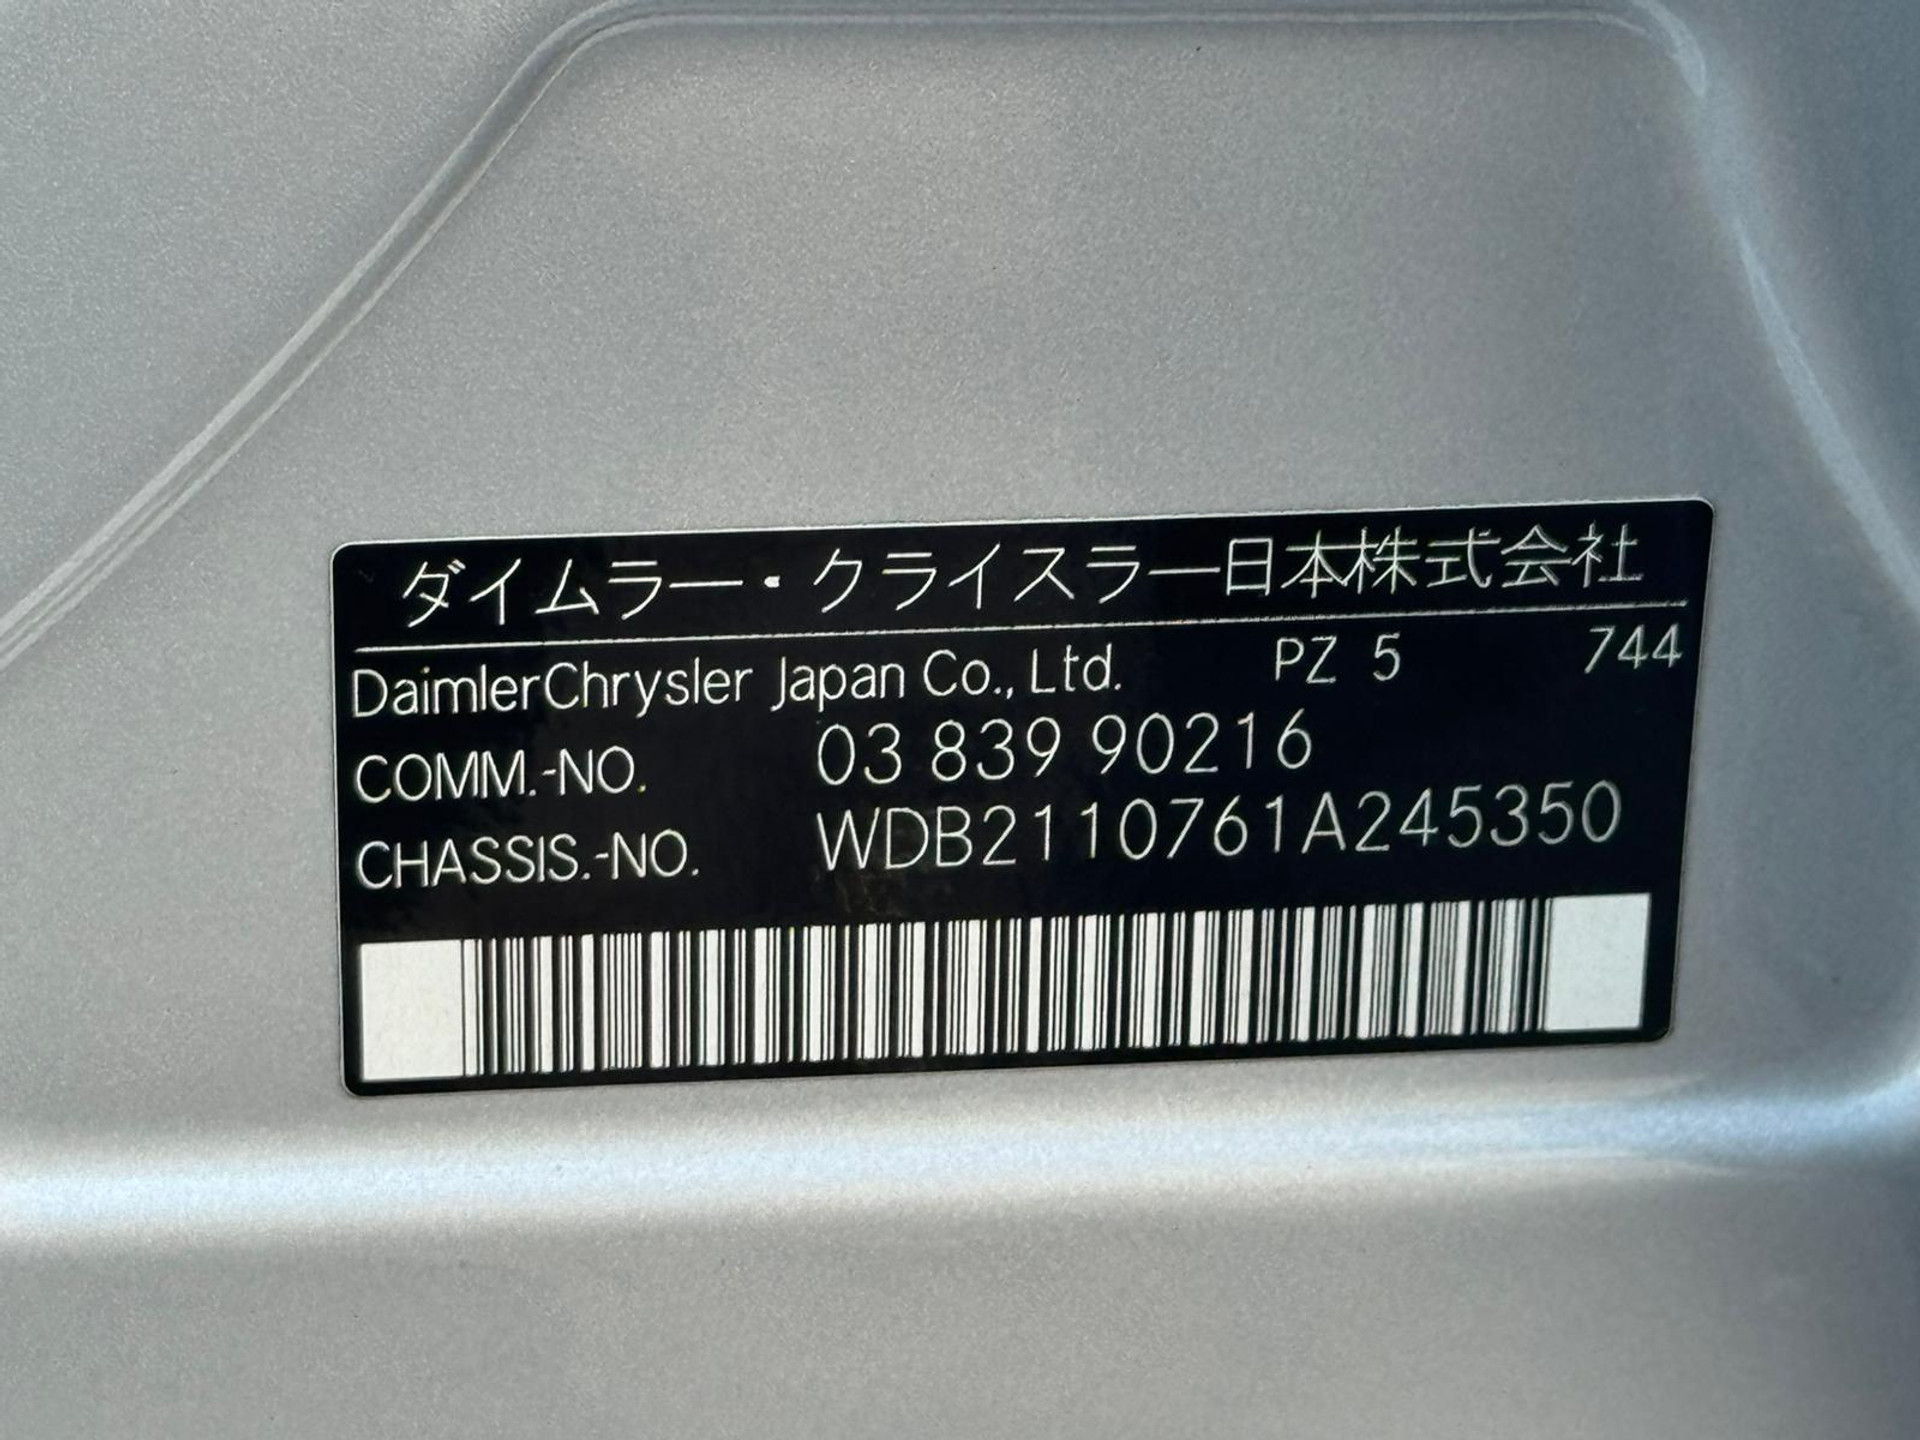 ダイムラー・クライスラー日本株式会社
DaimlerChrysler Japan Co., Ltd. PZ 5 744
COMM.-NO. 03 839 90216
CHASSIS.-NO. WDB2110761A245350